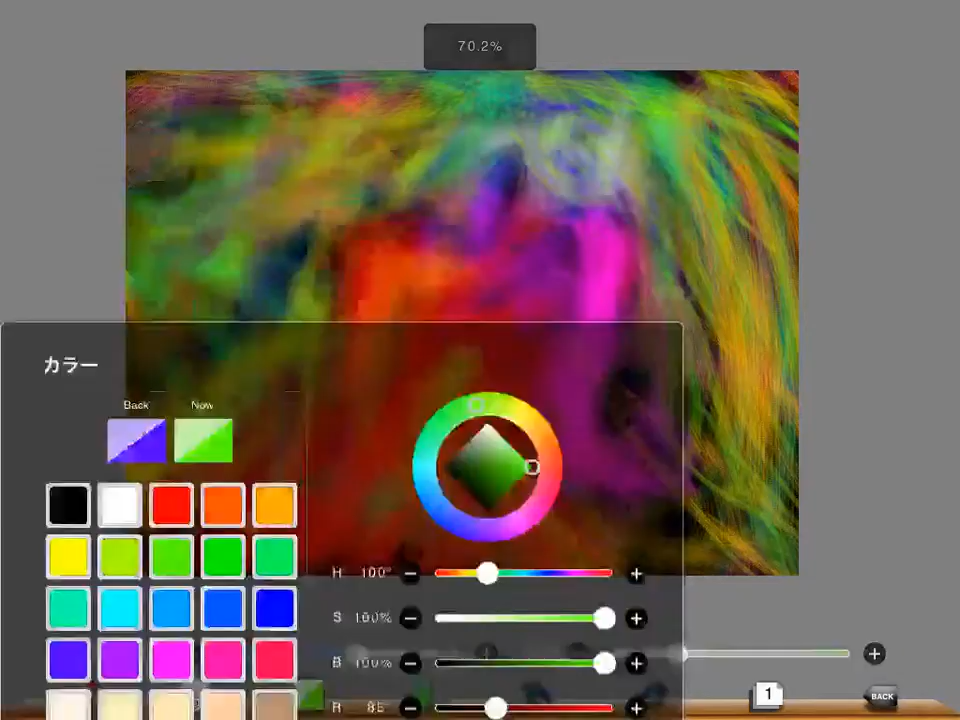 70.2%
カラー
Back Now
H 100°
S 100%
B 100%
R 85
1
BACK